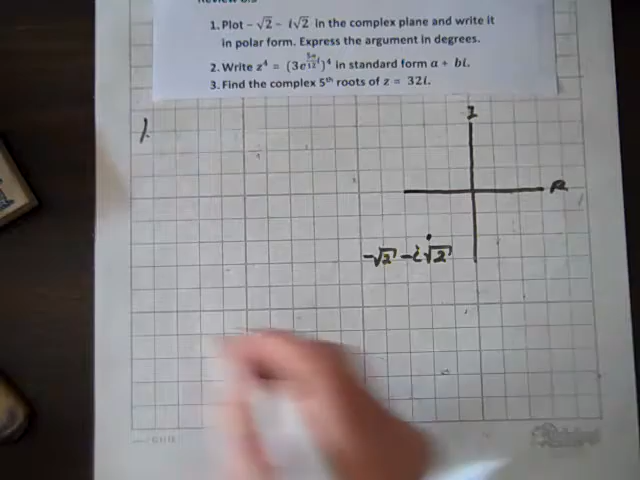 1. Plot − √2 − i√2 in the complex plane and write it
in polar form. Express the argument in degrees.
2. Write z⁴ = (3e^{5π/12 i})⁴ in standard form a + bi.
3. Find the complex 5ᵗʰ roots of z = 32i.
I
1.
R
-√2 -i√2